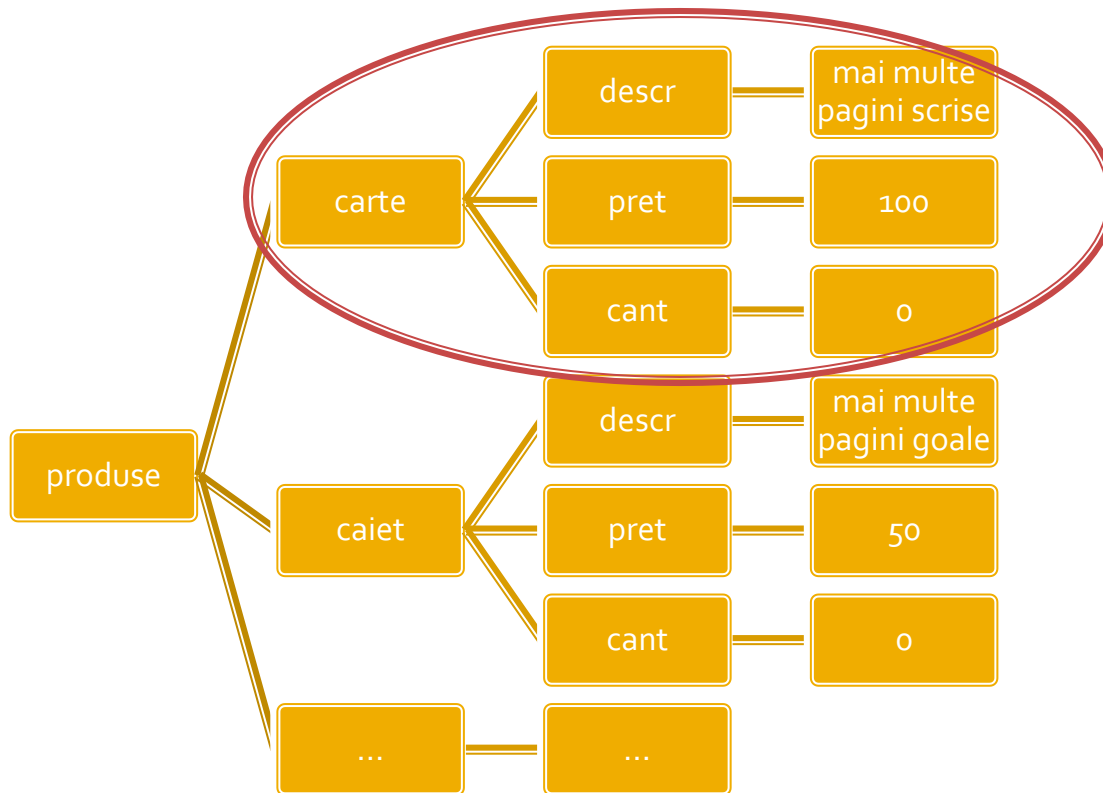 descr
mai multe
pagini scrise
carte
pret
100
cant
0
produse
descr
mai multe
pagini goale
caiet
pret
50
cant
0
...
...